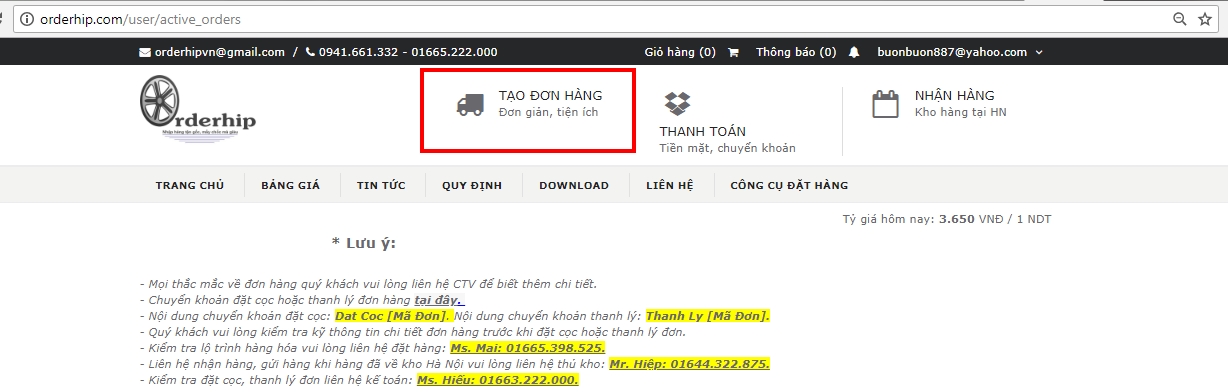 orderhip.com/user/active_orders
orderhipvn@gmail.com / 0941.661.332 - 01665.222.000 Giỏ hàng (0) Thông báo (0) buonbuon887@yahoo.com
Orderhip
TẠO ĐƠN HÀNG
Đơn giản, tiện ích
THANH TOÁN
Tiền mặt, chuyển khoản
NHẬN HÀNG
Kho hàng tại HN
TRANG CHỦ BẢNG GIÁ TIN TỨC QUY ĐỊNH DOWNLOAD LIÊN HỆ CÔNG CỤ ĐẶT HÀNG
Tỷ giá hôm nay: 3.650 VNĐ / 1 NDT
* Lưu ý:
- Mọi thắc mắc về đơn hàng quý khách vui lòng liên hệ CTV để biết thêm chi tiết.
- Chuyển khoản đặt cọc hoặc thanh lý đơn hàng tại đây.
- Nội dung chuyển khoản đặt cọc: Dat Coc [Mã Đơn]. Nội dung chuyển khoản thanh lý: Thanh Ly [Mã Đơn].
- Quý khách vui lòng kiểm tra kỹ thông tin chi tiết đơn hàng trước khi đặt cọc hoặc thanh lý đơn.
- Kiểm tra lộ trình hàng hóa vui lòng liên hệ đặt hàng: Ms. Mai: 01665.398.525.
- Liên hệ nhận hàng, gửi hàng khi hàng đã về kho Hà Nội vui lòng liên hệ thủ kho: Mr. Hiệp: 01644.322.875.
- Kiểm tra đặt cọc, thanh lý đơn liên hệ kế toán: Ms. Hiếu: 01663.222.000.